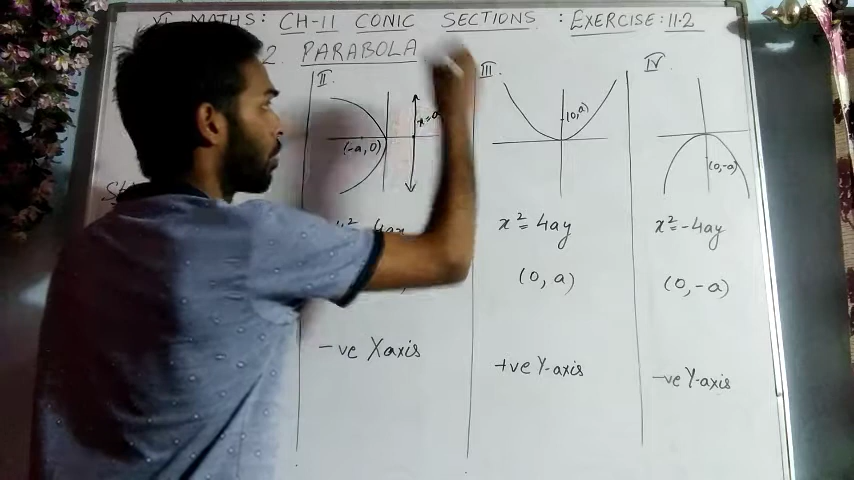 XI MATHS: CH-11 CONIC SECTIONS : EXERCISE: 11.2
2. PARABOLA
II. III IV.
(-a, 0)
(0, a)
(0,-a)
x² = 4ay
x² = -4ay
(0, a)
(0, -a)
-ve X axis
+ve Y-axis
-ve Y-axis